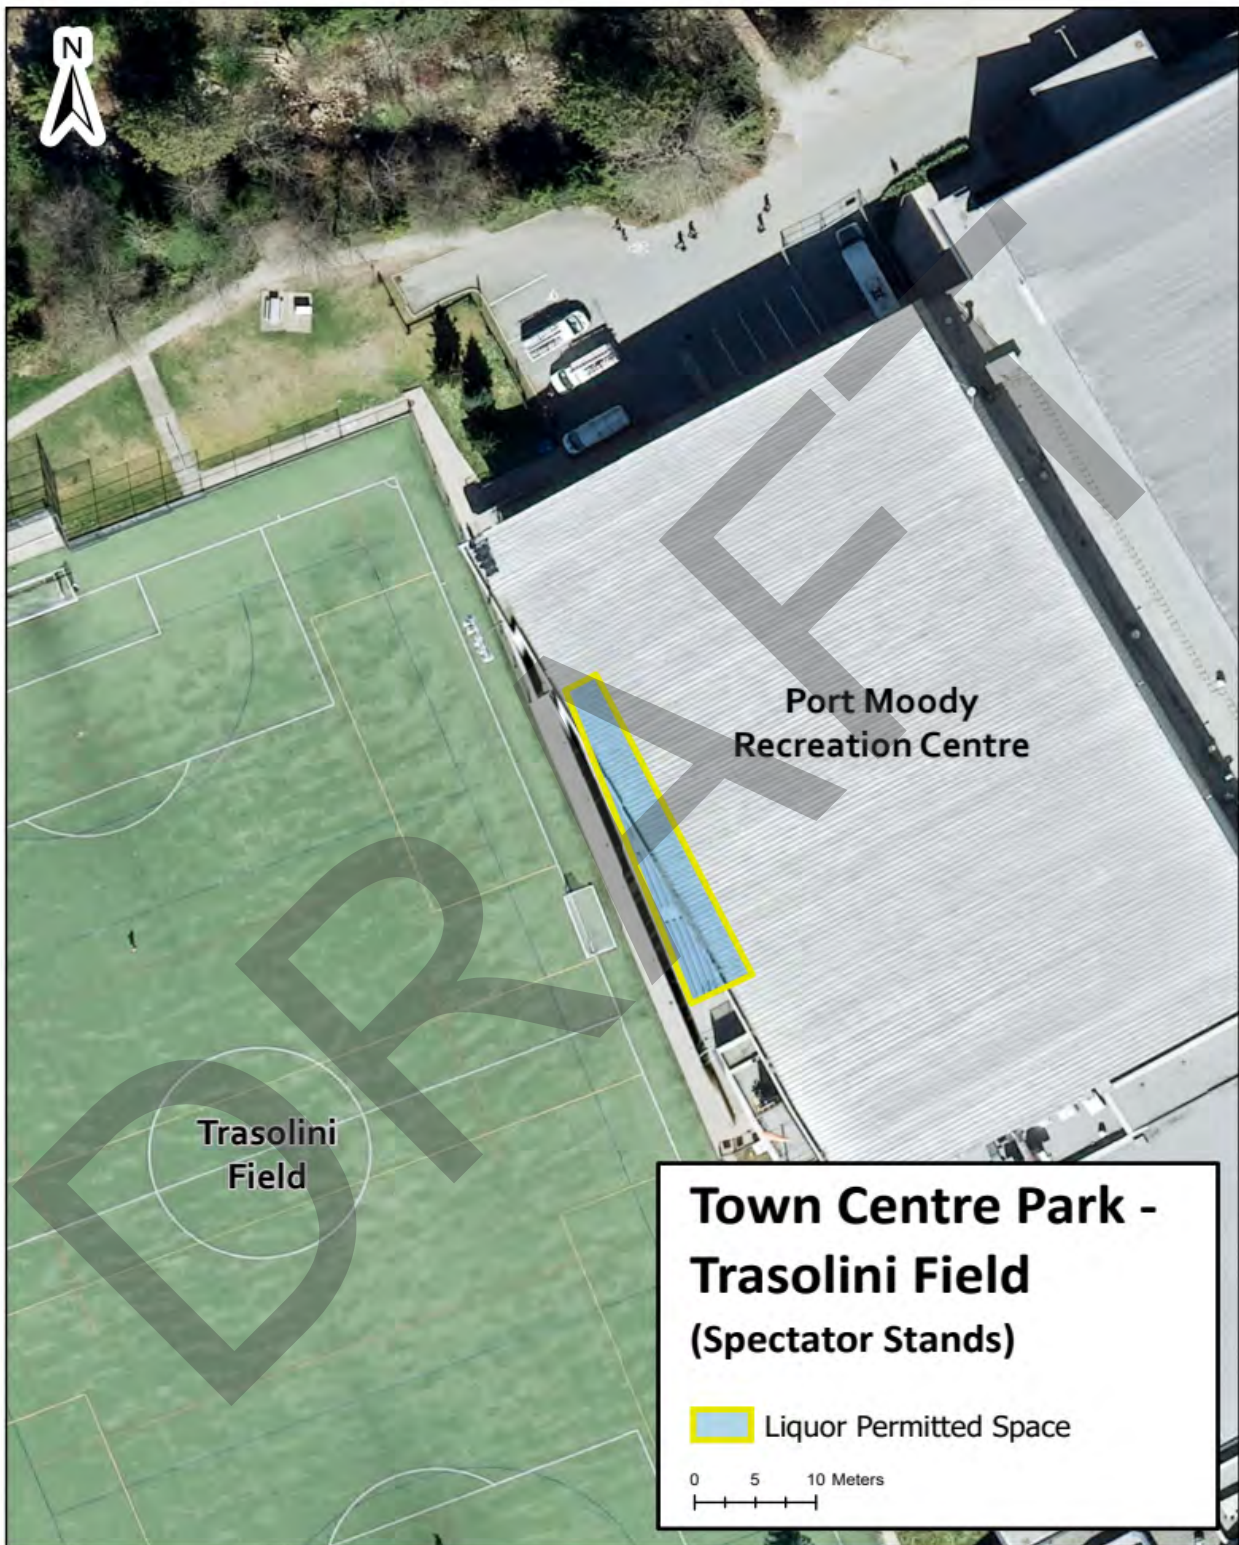 N
Port Moody
Recreation Centre
Trasolini
Field
DRAFT
Town Centre Park -
Trasolini Field
(Spectator Stands)
Liquor Permitted Space
0 5 10 Meters